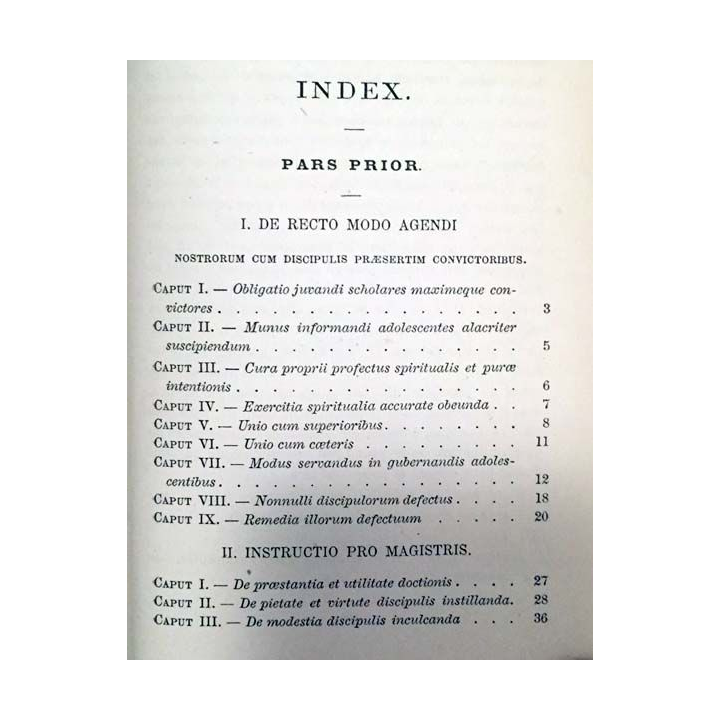 INDEX.
PARS PRIOR.
I. DE RECTO MODO AGENDI
NOSTRORUM CUM DISCIPULIS PRÆSERTIM CONVICTORIBUS.
CAPUT I. — Obligatio juvandi scholares maximeque con-
victores . . . . . . . . . . . . . . . . . 3
CAPUT II. — Munus informandi adolescentes alacriter
suscipiendum . . . . . . . . . . . . . . . 5
CAPUT III. — Cura proprii profectus spiritualis et puræ
intentionis . . . . . . . . . . . . . . . . 6
CAPUT IV. — Exercitia spiritualia accurate obeunda . . 7
CAPUT V. — Unio cum superioribus . . . . . . . 8
CAPUT VI. — Unio cum cæteris . . . . . . . . 11
CAPUT VII. — Modus servandus in gubernandis adoles-
centibus . . . . . . . . . . . . . . . . . 12
CAPUT VIII. — Nonnulli discipulorum defectus . . . . 18
CAPUT IX. — Remedia illorum defectuum . . . . . 20
II. INSTRUCTIO PRO MAGISTRIS.
CAPUT I. — De præstantia et utilitate doctionis . . . . 27
CAPUT II. — De pietate et virtute discipulis instillanda. 28
CAPUT III. — De modestia discipulis inculcanda . . . 36